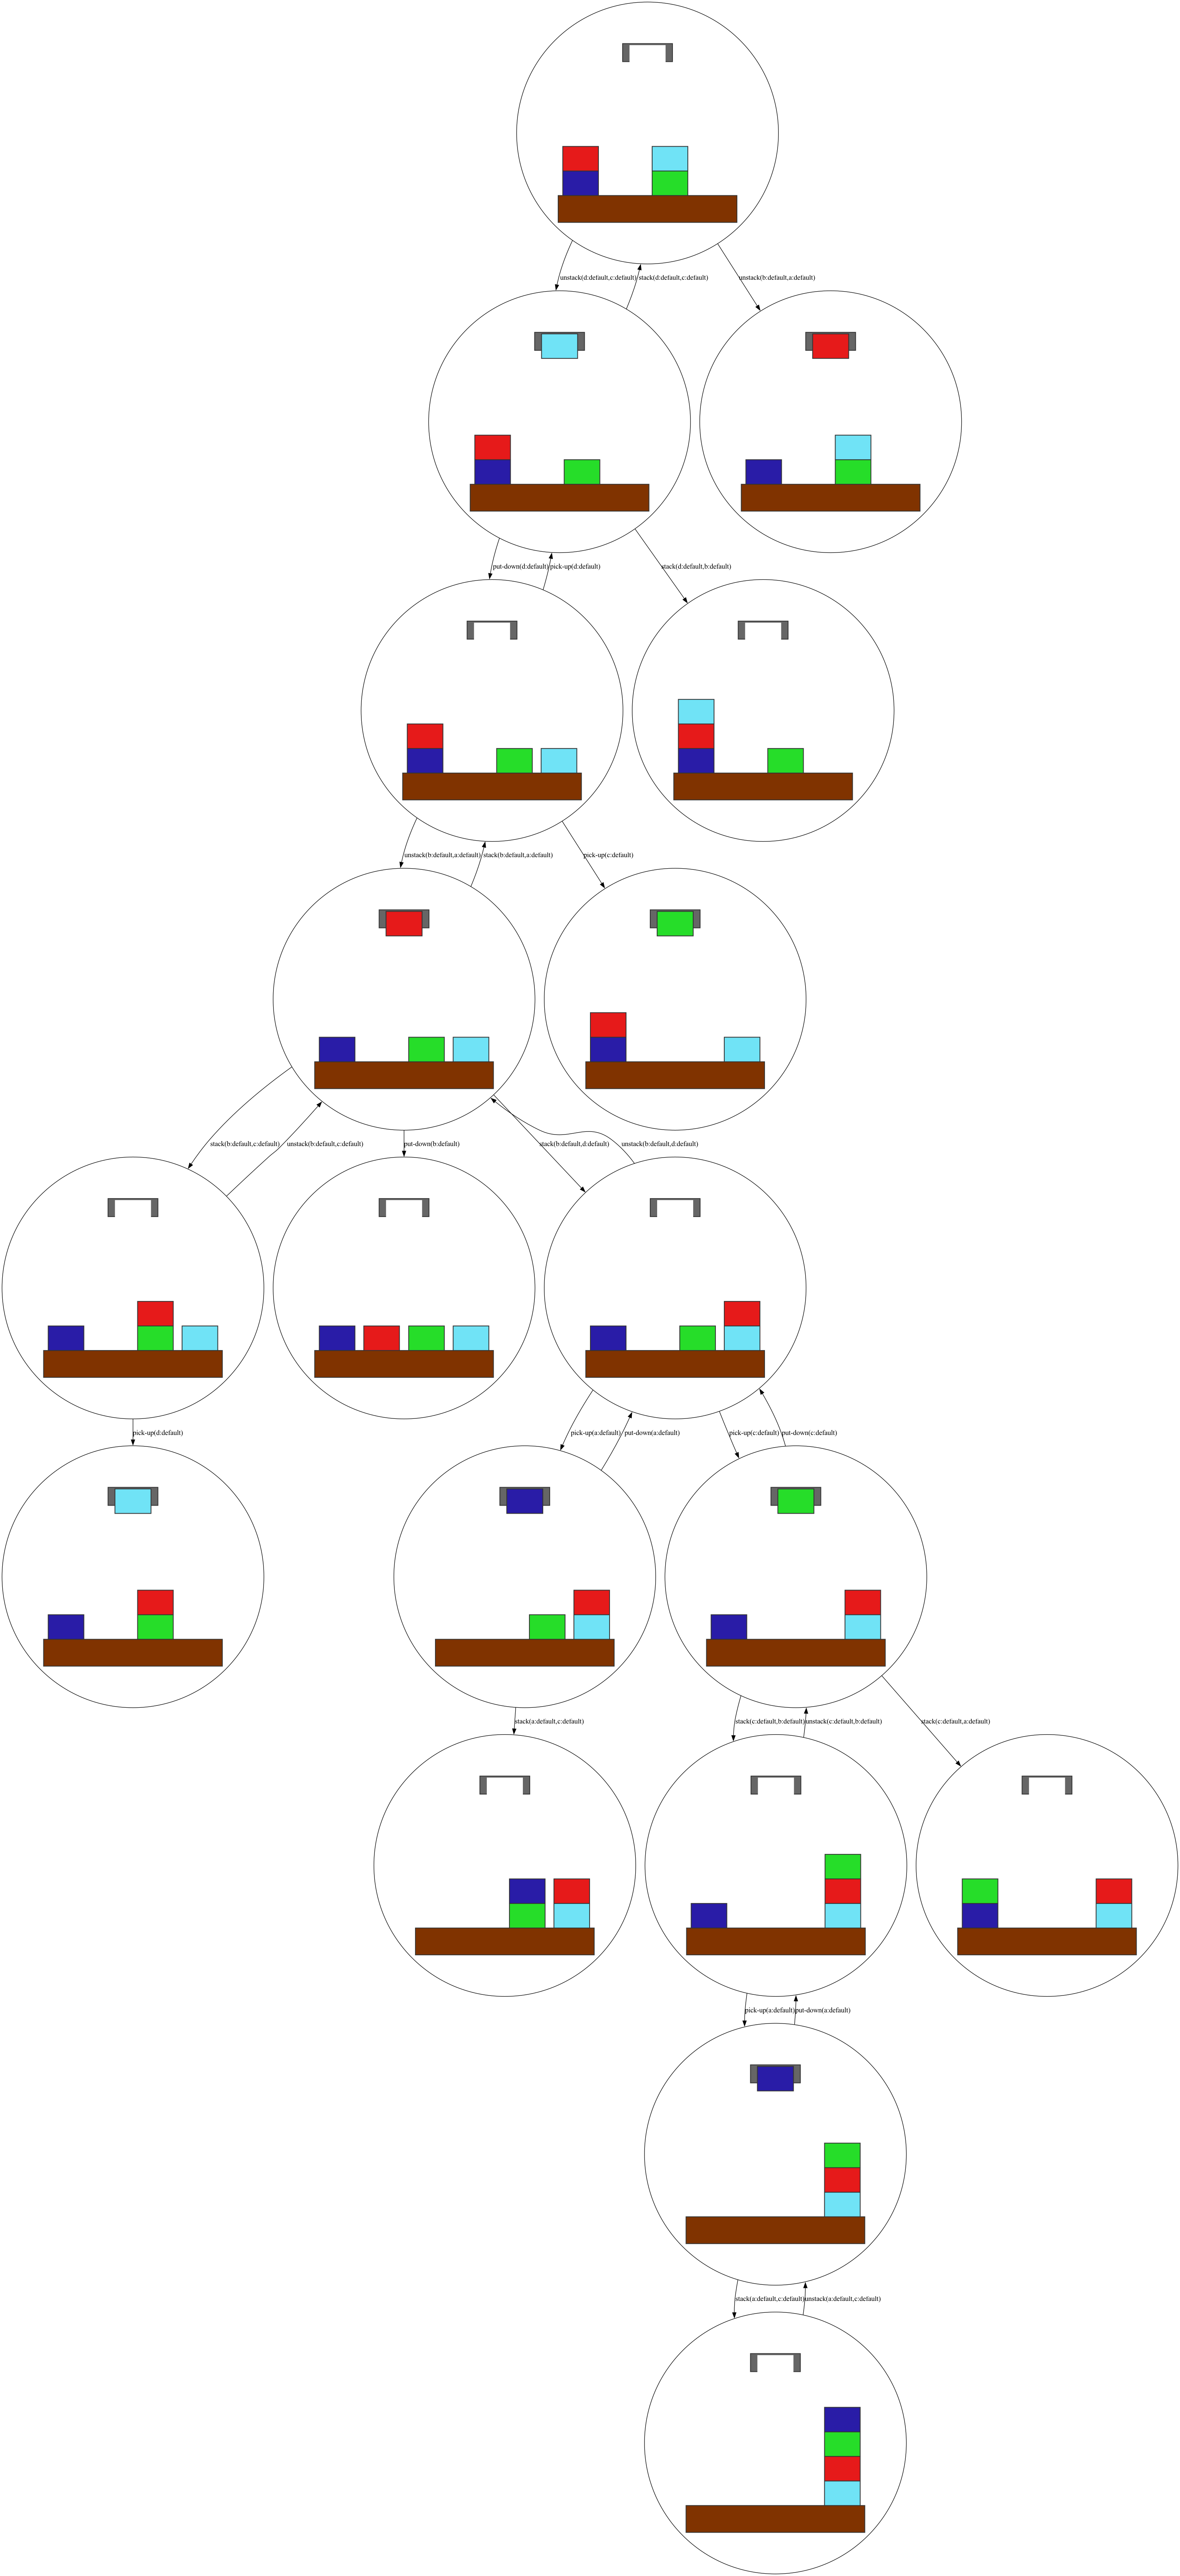 unstack(d:default,c:default)
stack(d:default,c:default)
unstack(b:default,a:default)
put-down(d:default)
pick-up(d:default)
stack(d:default,b:default)
unstack(b:default,a:default)
stack(b:default,a:default)
pick-up(c:default)
stack(b:default,c:default)
unstack(b:default,c:default)
put-down(b:default)
stack(b:default,d:default)
unstack(b:default,d:default)
pick-up(d:default)
pick-up(a:default)
put-down(a:default)
pick-up(c:default)
put-down(c:default)
stack(a:default,c:default)
stack(c:default,b:default)
unstack(c:default,b:default)
stack(c:default,a:default)
pick-up(a:default)
put-down(a:default)
stack(a:default,c:default)
unstack(a:default,c:default)